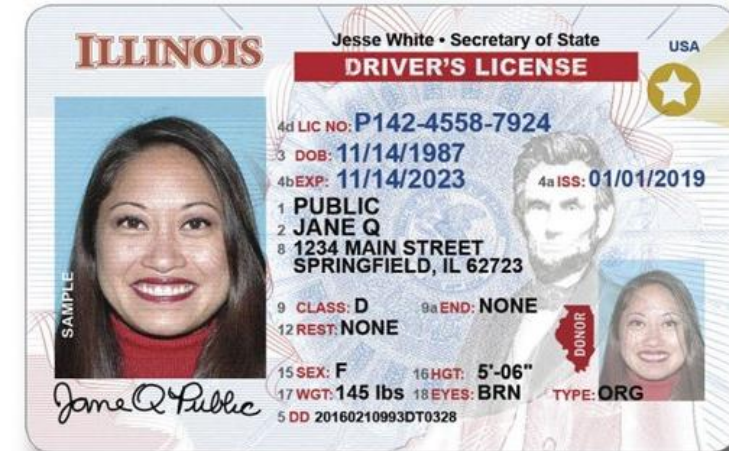 ILLINOIS
Jesse White • Secretary of State
USA
DRIVER'S LICENSE
4d LIC NO: P142-4558-7924
3 DOB: 11/14/1987
4b EXP: 11/14/2023
4a ISS: 01/01/2019
1 PUBLIC
2 JANE Q
8 1234 MAIN STREET
SPRINGFIELD, IL 62723
9 CLASS: D
9a END: NONE
12 REST: NONE
DONOR
15 SEX: F
16 HGT: 5'-06"
17 WGT: 145 lbs
18 EYES: BRN
TYPE: ORG
5 DD 20160210993DT0328
SAMPLE
Jane Q Public